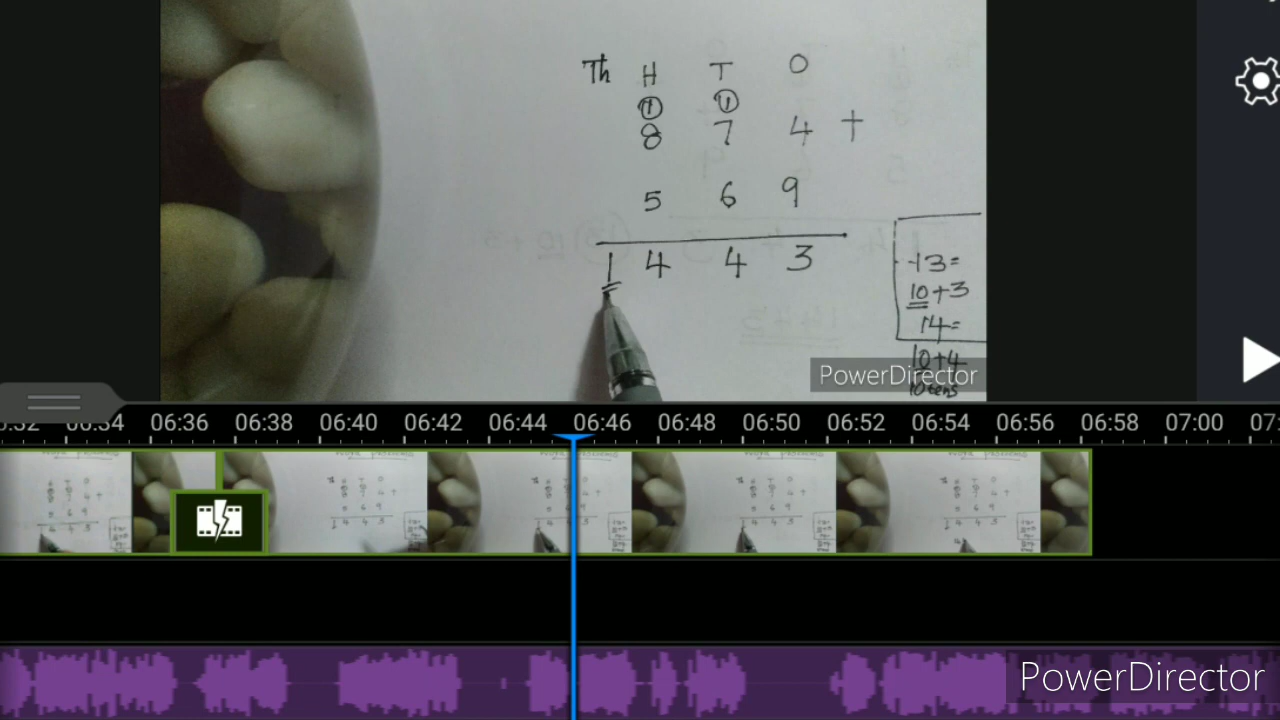 Th H T O
① ①
8 7 4 +
5 6 9
1 4 4 3
13=
10+3
14=
10+4
10 tens
PowerDirector
06:34 06:36 06:38 06:40 06:42 06:44 06:46 06:48 06:50 06:52 06:54 06:56 06:58 07:00
PowerDirector